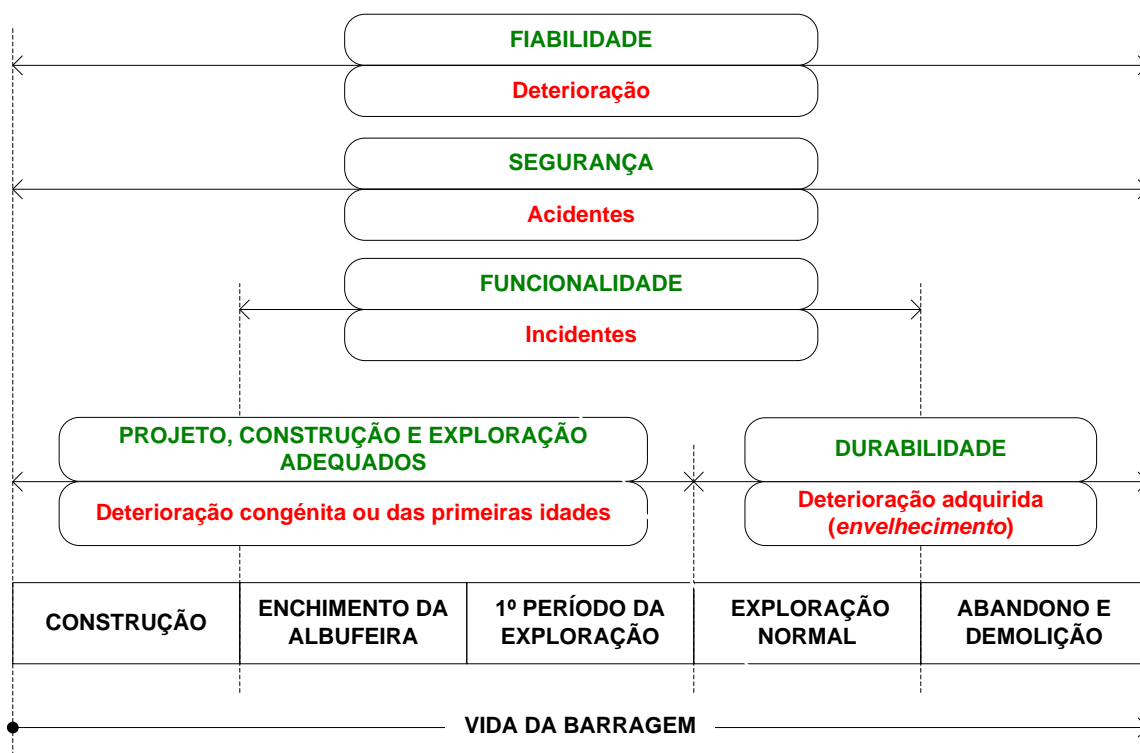 FIABILIDADE
Deterioração
SEGURANÇA
Acidentes
FUNCIONALIDADE
Incidentes
PROJETO, CONSTRUÇÃO E EXPLORAÇÃO
ADEQUADOS
Deterioração congénita ou das primeiras idades
DURABILIDADE
Deterioração adquirida
(envelhecimento)
CONSTRUÇÃO
ENCHIMENTO DA
ALBUFEIRA
1º PERÍODO DA
EXPLORAÇÃO
EXPLORAÇÃO
NORMAL
ABANDONO E
DEMOLIÇÃO
VIDA DA BARRAGEM